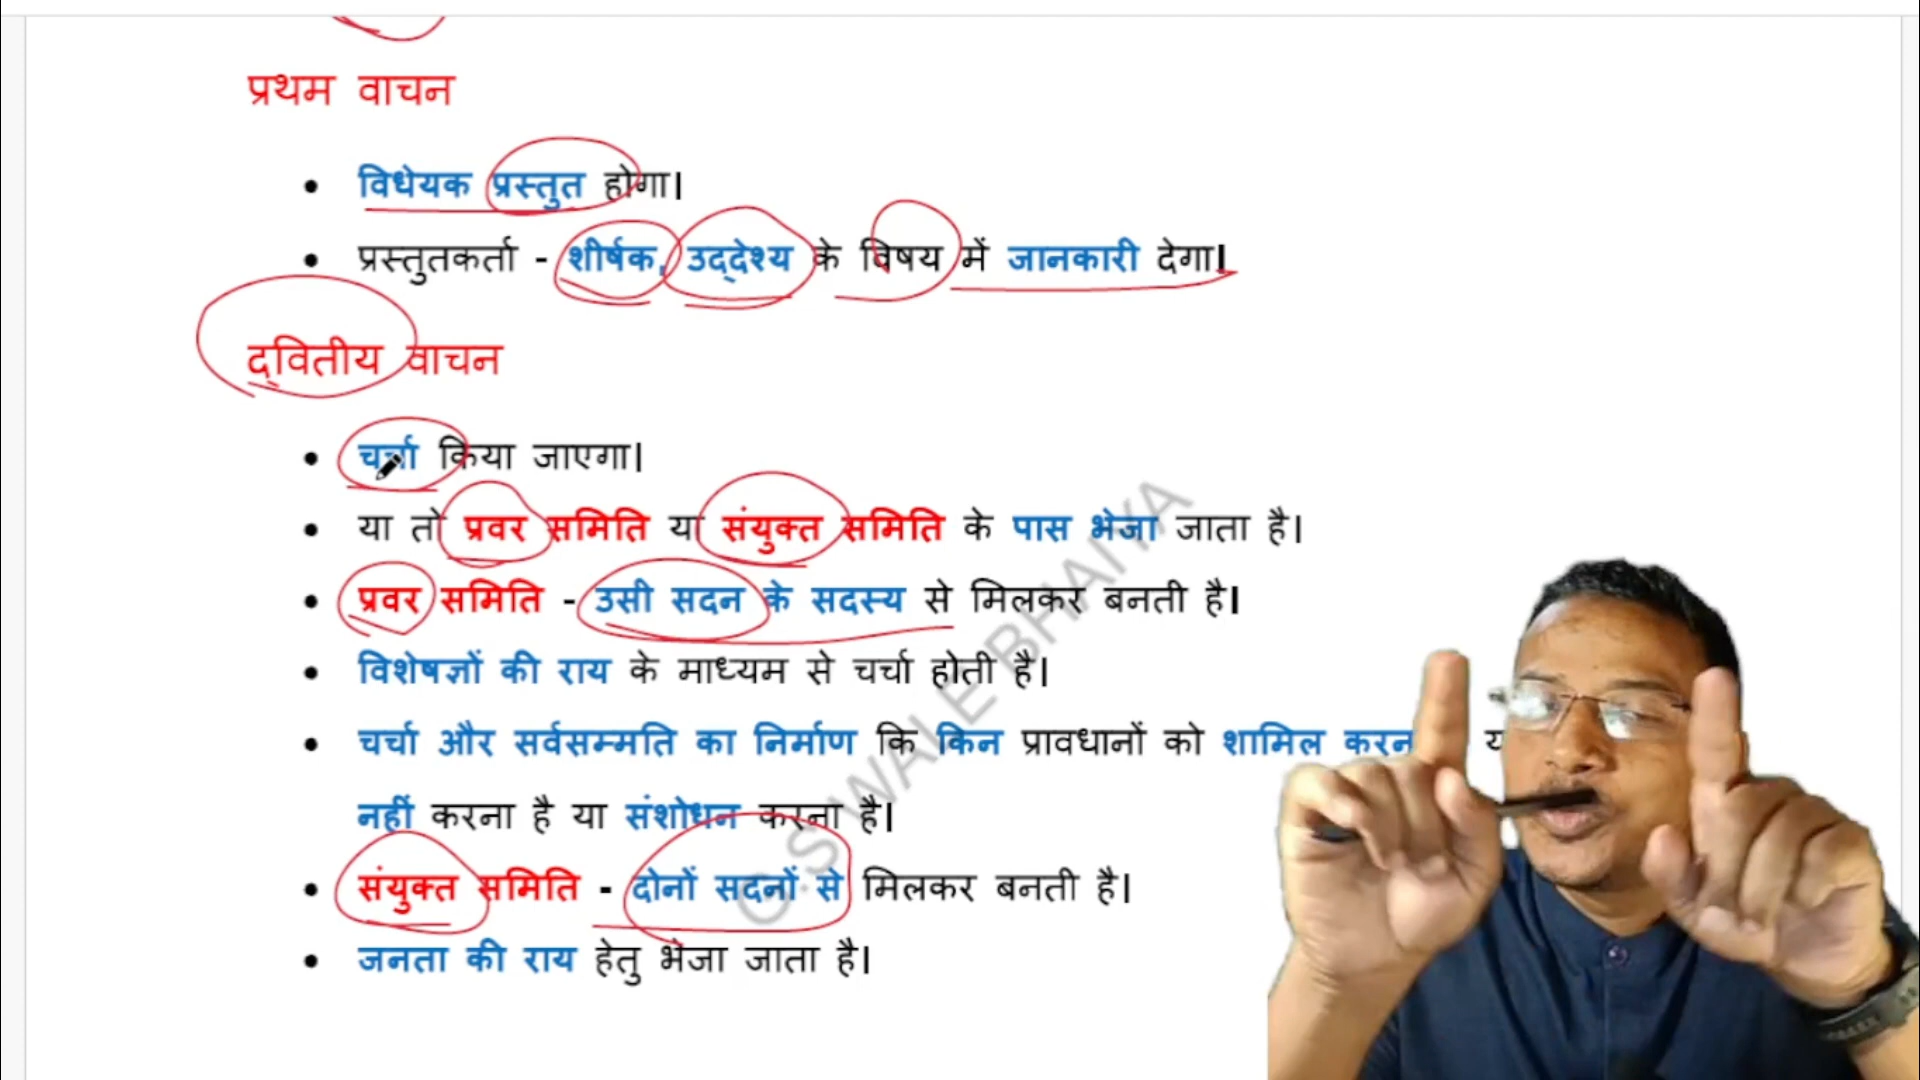 प्रथम वाचन
• विधेयक प्रस्तुत होगा।
• प्रस्तुतकर्ता - शीर्षक, उद्देश्य के विषय में जानकारी देगा।
द्वितीय वाचन
• चर्चा किया जाएगा।
• या तो प्रवर समिति या संयुक्त समिति के पास भेजा जाता है।
• प्रवर समिति - उसी सदन के सदस्य से मिलकर बनती है।
• विशेषज्ञों की राय के माध्यम से चर्चा होती है।
• चर्चा और सर्वसम्मति का निर्माण कि किन प्रावधानों को शामिल
नहीं करना है या संशोधन करना है।
• संयुक्त समिति - दोनों सदनों से मिलकर बनती है।
• जनता की राय हेतु भेजा जाता है।
G.S WALE BHAIYA